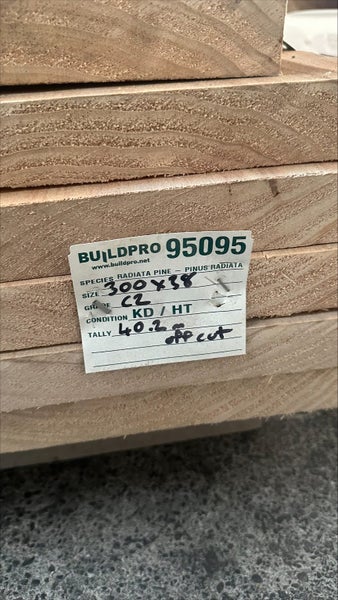 BUILDPRO 95095
www.buildpro.net
SPECIES RADIATA PINE – PINUS RADIATA
SIZE 300x38
GRADE C2
CONDITION KD / HT
TALLY 40.2 m
off cut